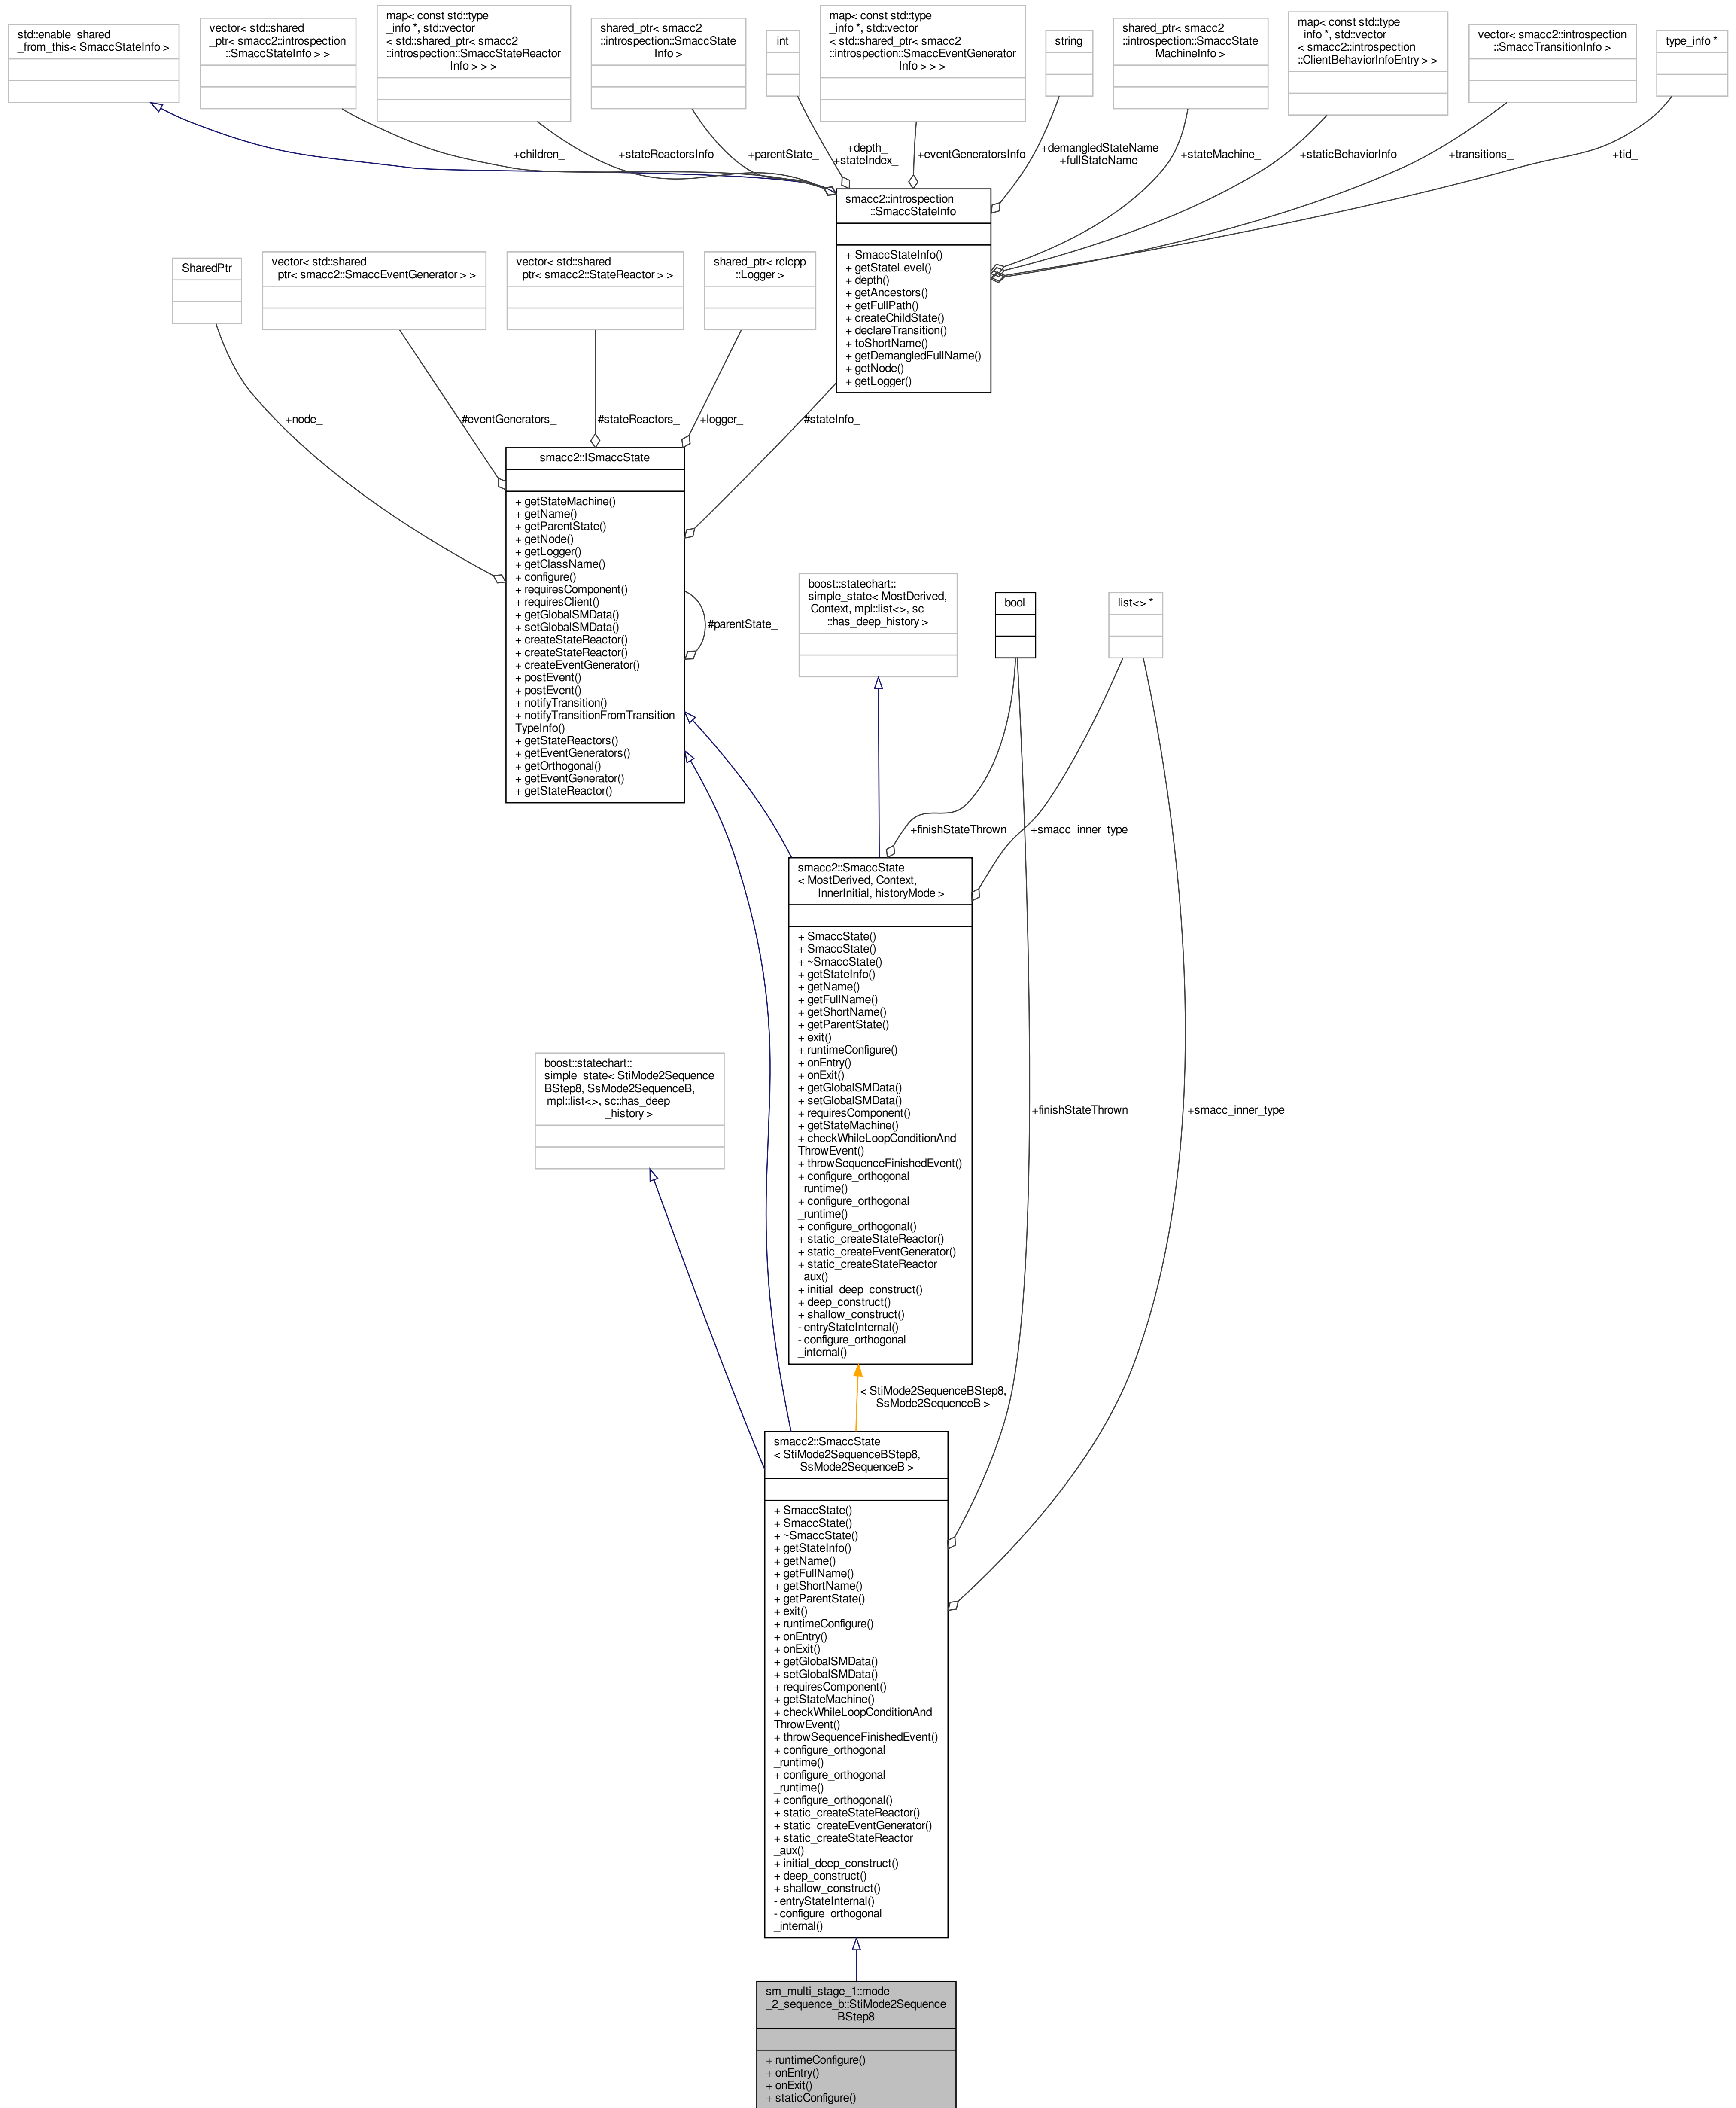 std::enable_shared
_from_this< SmaccStateInfo >
vector< std::shared
_ptr< smacc2::introspection
::SmaccStateInfo > >
map< const std::type
_info *, std::vector
< std::shared_ptr< smacc2
::introspection::SmaccStateReactor
Info > > >
shared_ptr< smacc2
::introspection::SmaccState
Info >
int
map< const std::type
_info *, std::vector
< std::shared_ptr< smacc2
::introspection::SmaccEventGenerator
Info > > >
string
shared_ptr< smacc2
::introspection::SmaccState
MachineInfo >
map< const std::type
_info *, std::vector
< smacc2::introspection
::ClientBehaviorInfoEntry > >
vector< smacc2::introspection
::SmaccTransitionInfo >
type_info *
+children_
+stateReactorsInfo
+parentState_
+depth_
+stateIndex_
+eventGeneratorsInfo
+demangledStateName
+fullStateName
+stateMachine_
+staticBehaviorInfo
+transitions_
+tid_
smacc2::introspection
::SmaccStateInfo
+ SmaccStateInfo()
+ getStateLevel()
+ depth()
+ getAncestors()
+ getFullPath()
+ createChildState()
+ declareTransition()
+ toShortName()
+ getDemangledFullName()
+ getNode()
+ getLogger()
SharedPtr
vector< std::shared
_ptr< smacc2::SmaccEventGenerator > >
vector< std::shared
_ptr< smacc2::StateReactor > >
shared_ptr< rclcpp
::Logger >
+node_
#eventGenerators_
#stateReactors_
+logger_
#stateInfo_
smacc2::ISmaccState
+ getStateMachine()
+ getName()
+ getParentState()
+ getNode()
+ getLogger()
+ getClassName()
+ configure()
+ requiresComponent()
+ requiresClient()
+ getGlobalSMData()
+ setGlobalSMData()
+ createStateReactor()
+ createStateReactor()
+ createEventGenerator()
+ postEvent()
+ postEvent()
+ notifyTransition()
+ notifyTransitionFromTransition
TypeInfo()
+ getStateReactors()
+ getEventGenerators()
+ getOrthogonal()
+ getEventGenerator()
+ getStateReactor()
#parentState_
boost::statechart::
simple_state< MostDerived,
Context, mpl::list<>, sc
::has_deep_history >
bool
list<> *
+finishStateThrown
+smacc_inner_type
smacc2::SmaccState
< MostDerived, Context,
InnerInitial, historyMode >
+ SmaccState()
+ SmaccState()
+ ~SmaccState()
+ getStateInfo()
+ getName()
+ getFullName()
+ getShortName()
+ getParentState()
+ exit()
+ runtimeConfigure()
+ onEntry()
+ onExit()
+ getGlobalSMData()
+ setGlobalSMData()
+ requiresComponent()
+ getStateMachine()
+ checkWhileLoopConditionAnd
ThrowEvent()
+ throwSequenceFinishedEvent()
+ configure_orthogonal
_runtime()
+ configure_orthogonal
_runtime()
+ configure_orthogonal()
+ static_createStateReactor()
+ static_createEventGenerator()
+ static_createStateReactor
_aux()
+ initial_deep_construct()
+ deep_construct()
+ shallow_construct()
- entryStateInternal()
- configure_orthogonal
_internal()
boost::statechart::
simple_state< StiMode2Sequence
BStep8, SsMode2SequenceB,
mpl::list<>, sc::has_deep
_history >
+finishStateThrown
+smacc_inner_type
< StiMode2SequenceBStep8,
SsMode2SequenceB >
smacc2::SmaccState
< StiMode2SequenceBStep8,
SsMode2SequenceB >
+ SmaccState()
+ SmaccState()
+ ~SmaccState()
+ getStateInfo()
+ getName()
+ getFullName()
+ getShortName()
+ getParentState()
+ exit()
+ runtimeConfigure()
+ onEntry()
+ onExit()
+ getGlobalSMData()
+ setGlobalSMData()
+ requiresComponent()
+ getStateMachine()
+ checkWhileLoopConditionAnd
ThrowEvent()
+ throwSequenceFinishedEvent()
+ configure_orthogonal
_runtime()
+ configure_orthogonal
_runtime()
+ configure_orthogonal()
+ static_createStateReactor()
+ static_createEventGenerator()
+ static_createStateReactor
_aux()
+ initial_deep_construct()
+ deep_construct()
+ shallow_construct()
- entryStateInternal()
- configure_orthogonal
_internal()
sm_multi_stage_1::mode
_2_sequence_b::StiMode2Sequence
BStep8
+ runtimeConfigure()
+ onEntry()
+ onExit()
+ staticConfigure()